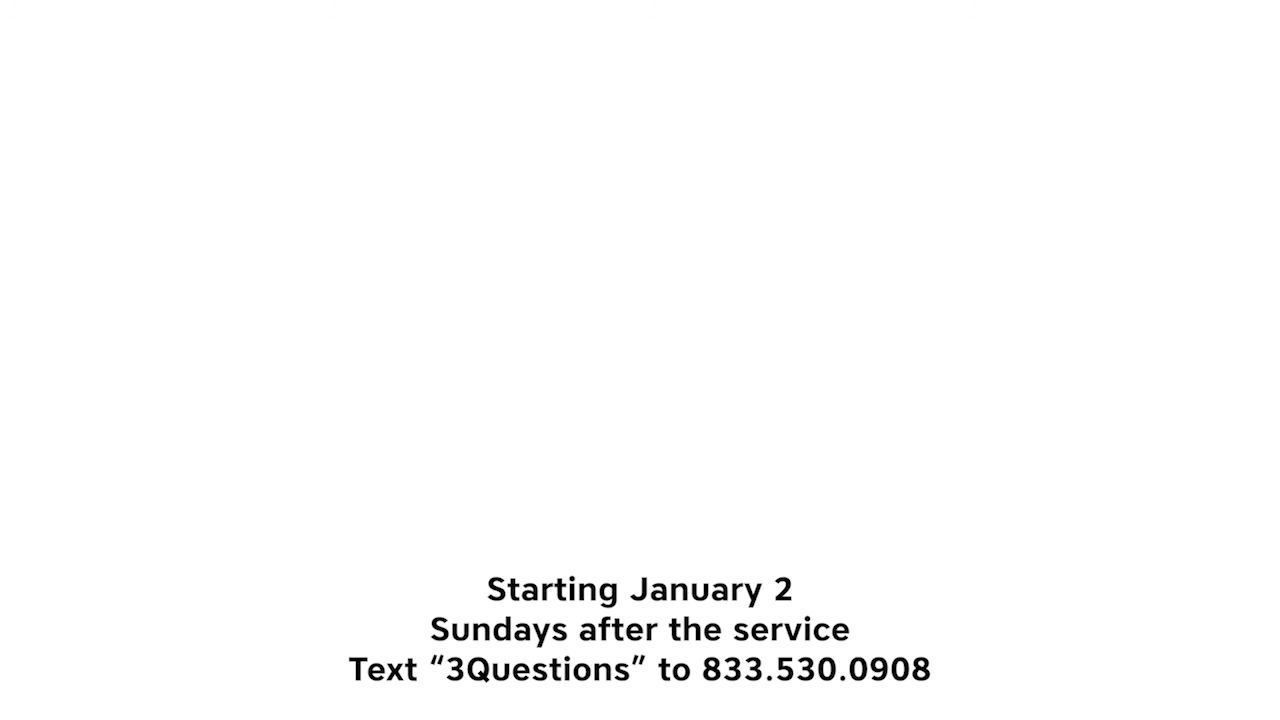 Starting January 2
Sundays after the service
Text “3Questions” to 833.530.0908